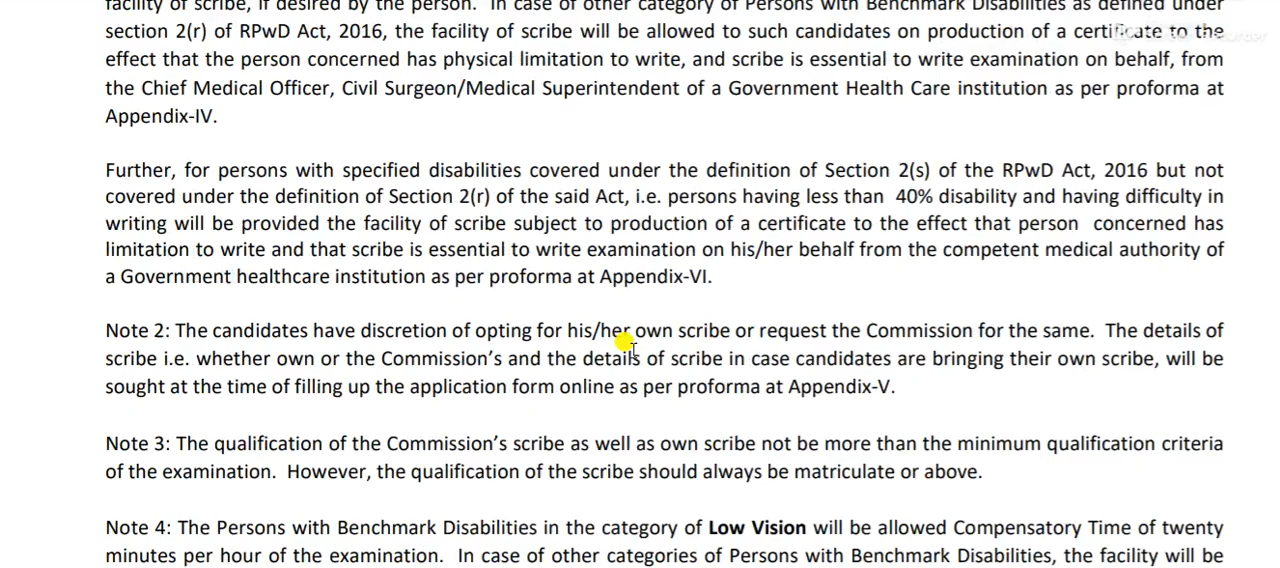 facility of scribe, if desired by the person.  In case of other category of Persons with Benchmark Disabilities as defined under
section 2(r) of RPwD Act, 2016, the facility of scribe will be allowed to such candidates on production of a certificate to the
effect that the person concerned has physical limitation to write, and scribe is essential to write examination on behalf, from
the Chief Medical Officer, Civil Surgeon/Medical Superintendent of a Government Health Care institution as per proforma at
Appendix-IV.
Further, for persons with specified disabilities covered under the definition of Section 2(s) of the RPwD Act, 2016 but not
covered under the definition of Section 2(r) of the said Act, i.e. persons having less than  40% disability and having difficulty in
writing will be provided the facility of scribe subject to production of a certificate to the effect that person  concerned has
limitation to write and that scribe is essential to write examination on his/her behalf from the competent medical authority of
a Government healthcare institution as per proforma at Appendix-VI.
Note 2: The candidates have discretion of opting for his/her own scribe or request the Commission for the same.  The details of
scribe i.e. whether own or the Commission's and the details of scribe in case candidates are bringing their own scribe, will be
sought at the time of filling up the application form online as per proforma at Appendix-V.
Note 3: The qualification of the Commission's scribe as well as own scribe not be more than the minimum qualification criteria
of the examination.  However, the qualification of the scribe should always be matriculate or above.
Note 4: The Persons with Benchmark Disabilities in the category of Low Vision will be allowed Compensatory Time of twenty
minutes per hour of the examination.  In case of other categories of Persons with Benchmark Disabilities, the facility will be